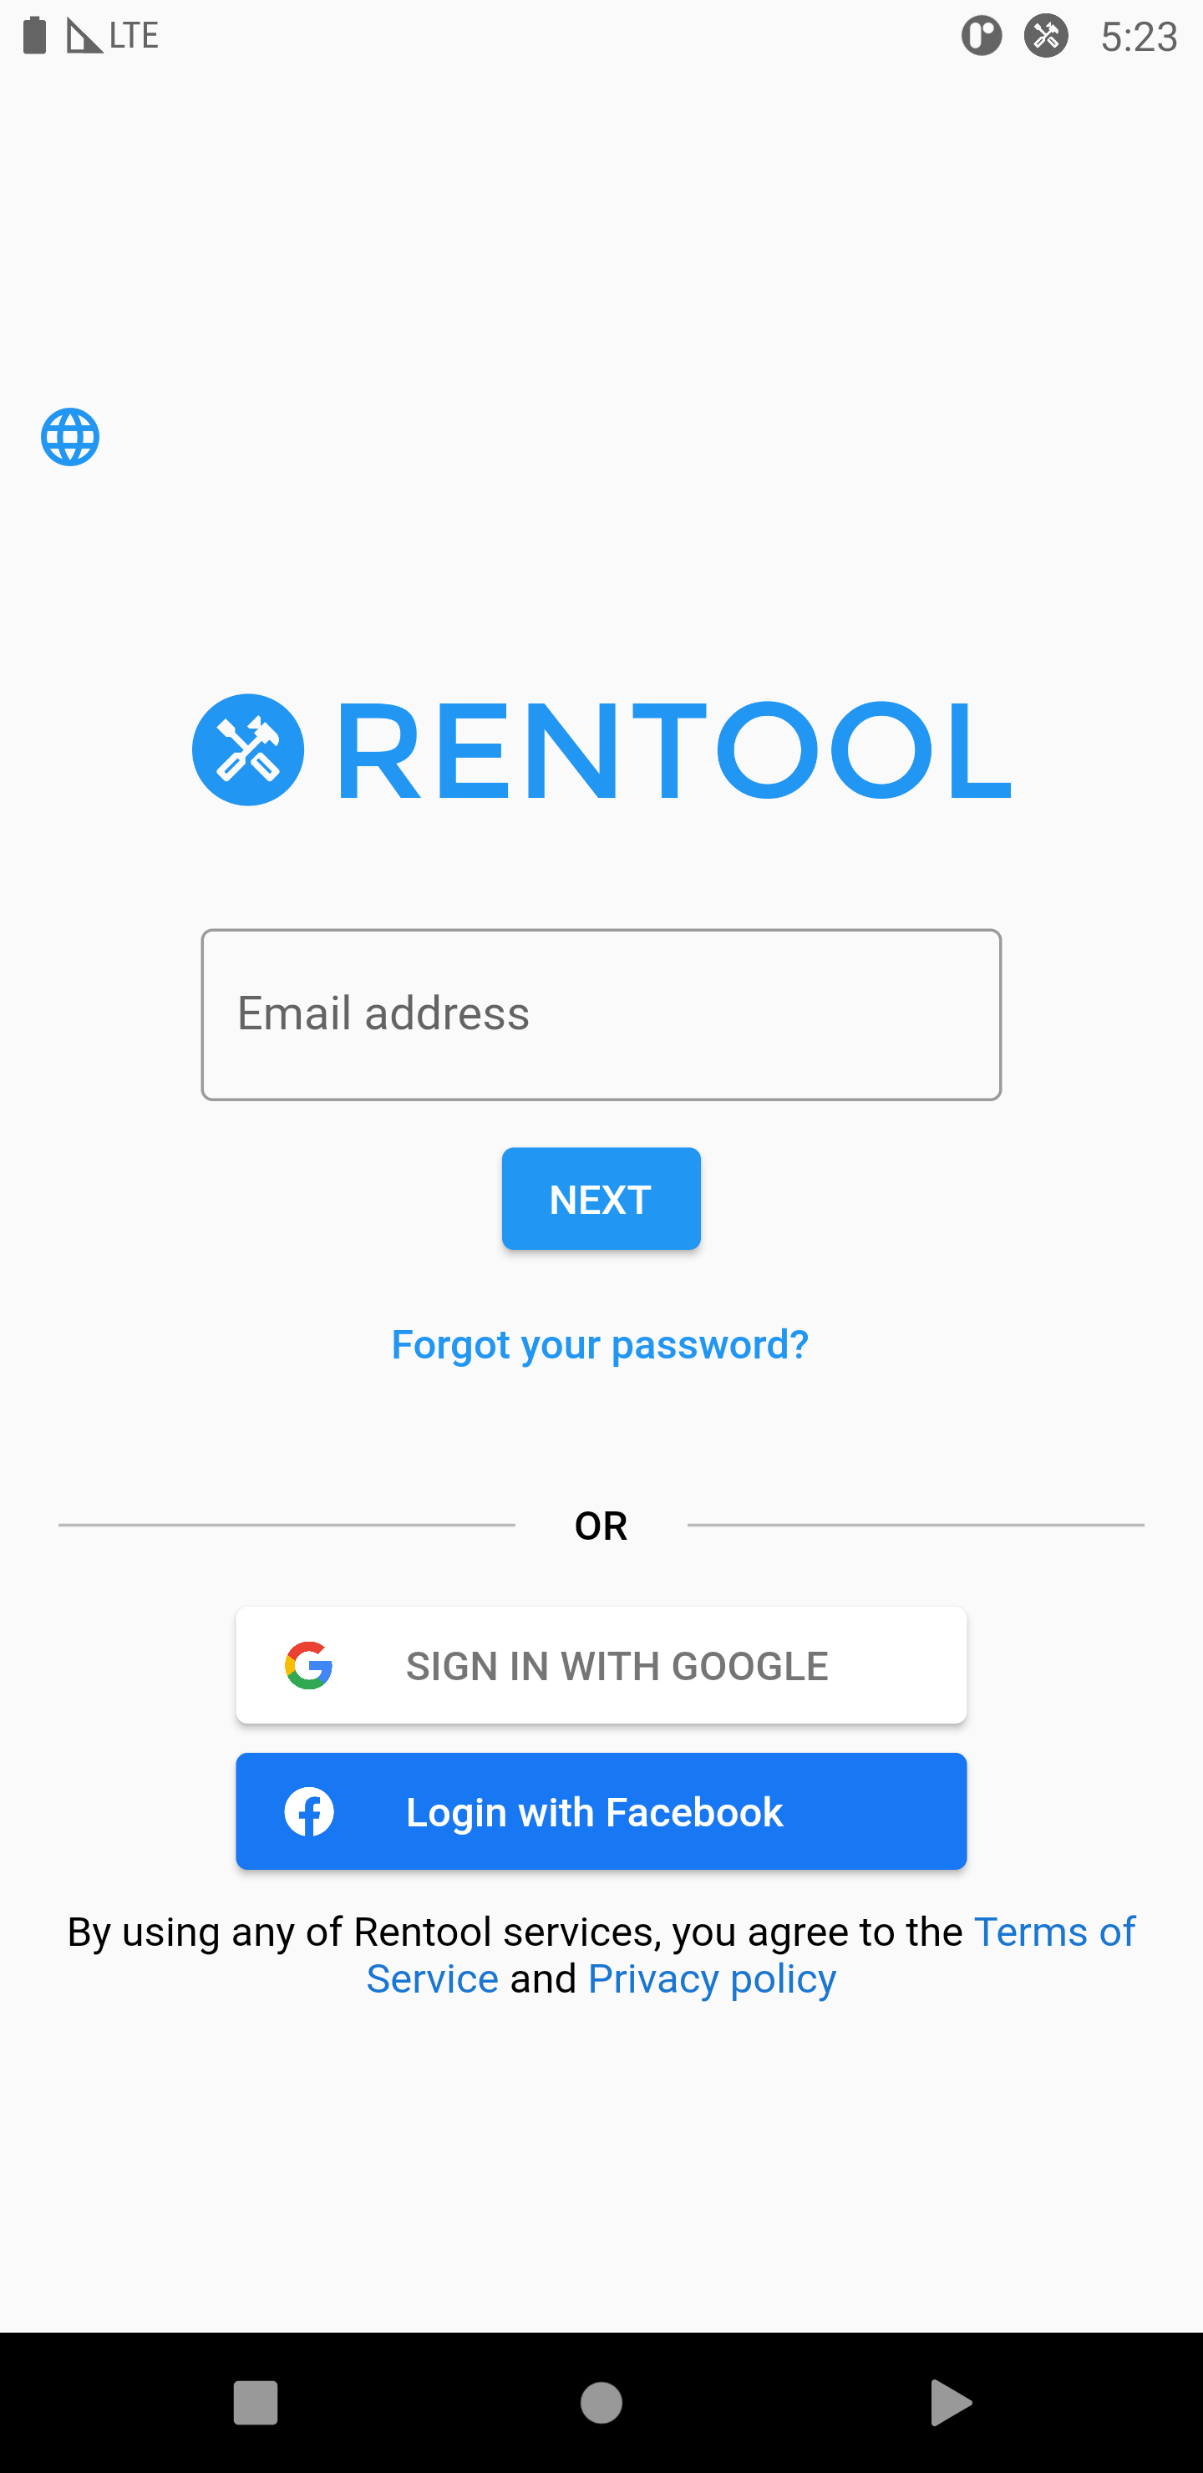 LTE 5:23
RENTOOL
Email address
NEXT
Forgot your password?
OR
SIGN IN WITH GOOGLE
Login with Facebook
By using any of Rentool services, you agree to the Terms of
Service and Privacy policy